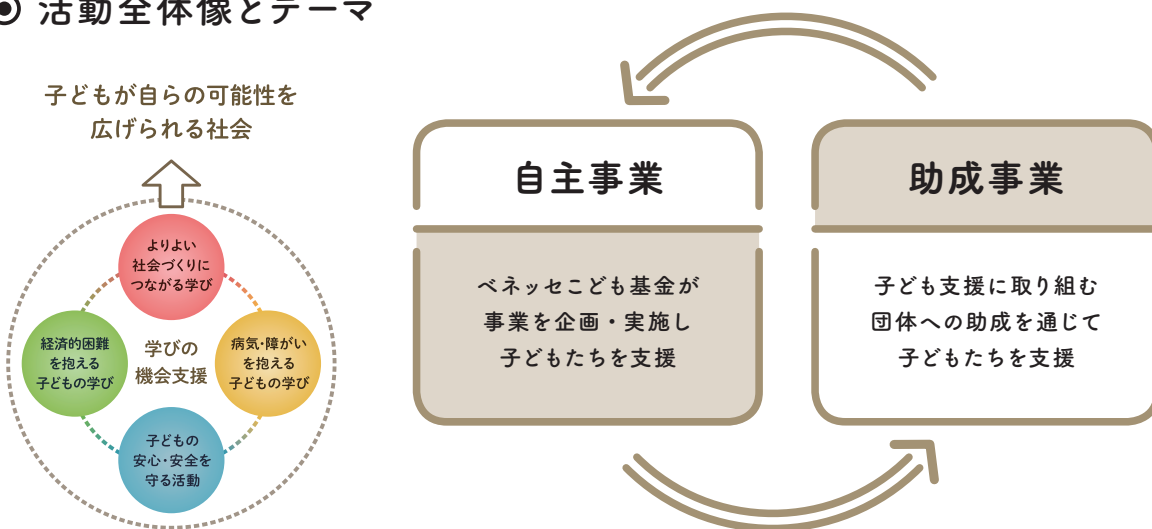 活動全体像とテーマ
子どもが自らの可能性を
広げられる社会
よりよい
社会づくりに
つながる学び
経済的困難
を抱える
子どもの学び
学びの
機会支援
病気・障がい
を抱える
子どもの学び
子どもの
安心・安全を
守る活動
自主事業
ベネッセこども基金が
事業を企画・実施し
子どもたちを支援
助成事業
子ども支援に取り組む
団体への助成を通じて
子どもたちを支援